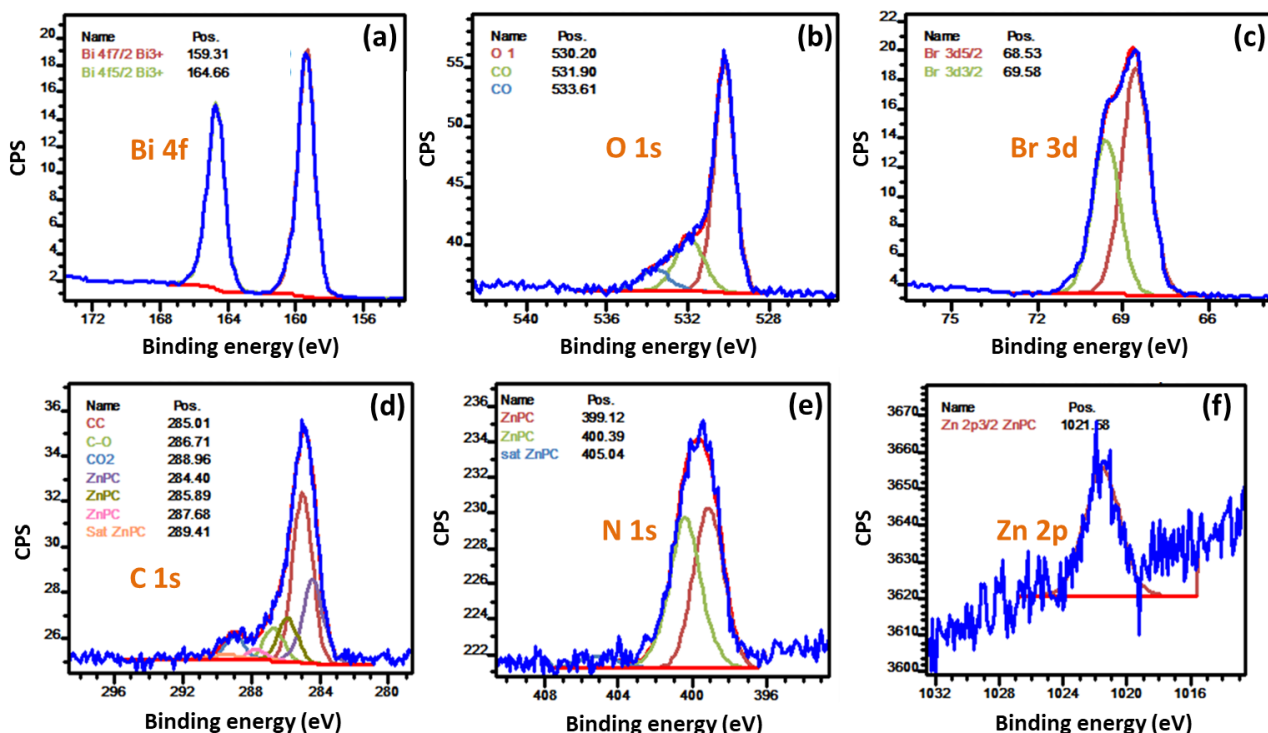 (a)
Name Pos.
Bi 4f7/2 Bi3+ 159.31
Bi 4f5/2 Bi3+ 164.66
Bi 4f
CPS
20
18
17
15
14
12
11
9
8
6
5
3
2
172 168 164 160 156
Binding energy (eV)
(b)
Name Pos.
O 1 530.20
CO 531.90
CO 533.61
O 1s
CPS
55
50
45
40
540 536 532 528
Binding energy (eV)
(c)
Name Pos.
Br 3d5/2 68.53
Br 3d3/2 69.58
Br 3d
CPS
22
20
18
16
14
12
10
8
6
4
75 72 69 66
Binding energy (eV)
(d)
Name Pos.
CC 285.01
C-O 286.71
CO2 288.96
ZnPC 284.40
ZnPC 285.89
ZnPC 287.68
Sat ZnPC 289.41
C 1s
CPS
36
34
32
30
28
26
296 292 288 284 280
Binding energy (eV)
(e)
Name Pos.
ZnPC 399.12
ZnPC 400.39
sat ZnPC 405.04
N 1s
CPS
236
234
232
230
228
226
224
222
408 404 400 396
Binding energy (eV)
(f)
Name Pos.
Zn 2p3/2 ZnPC 1021.58
Zn 2p
CPS
3670
3660
3650
3640
3630
3620
3610
3600
1032 1028 1024 1020 1016
Binding energy (eV)